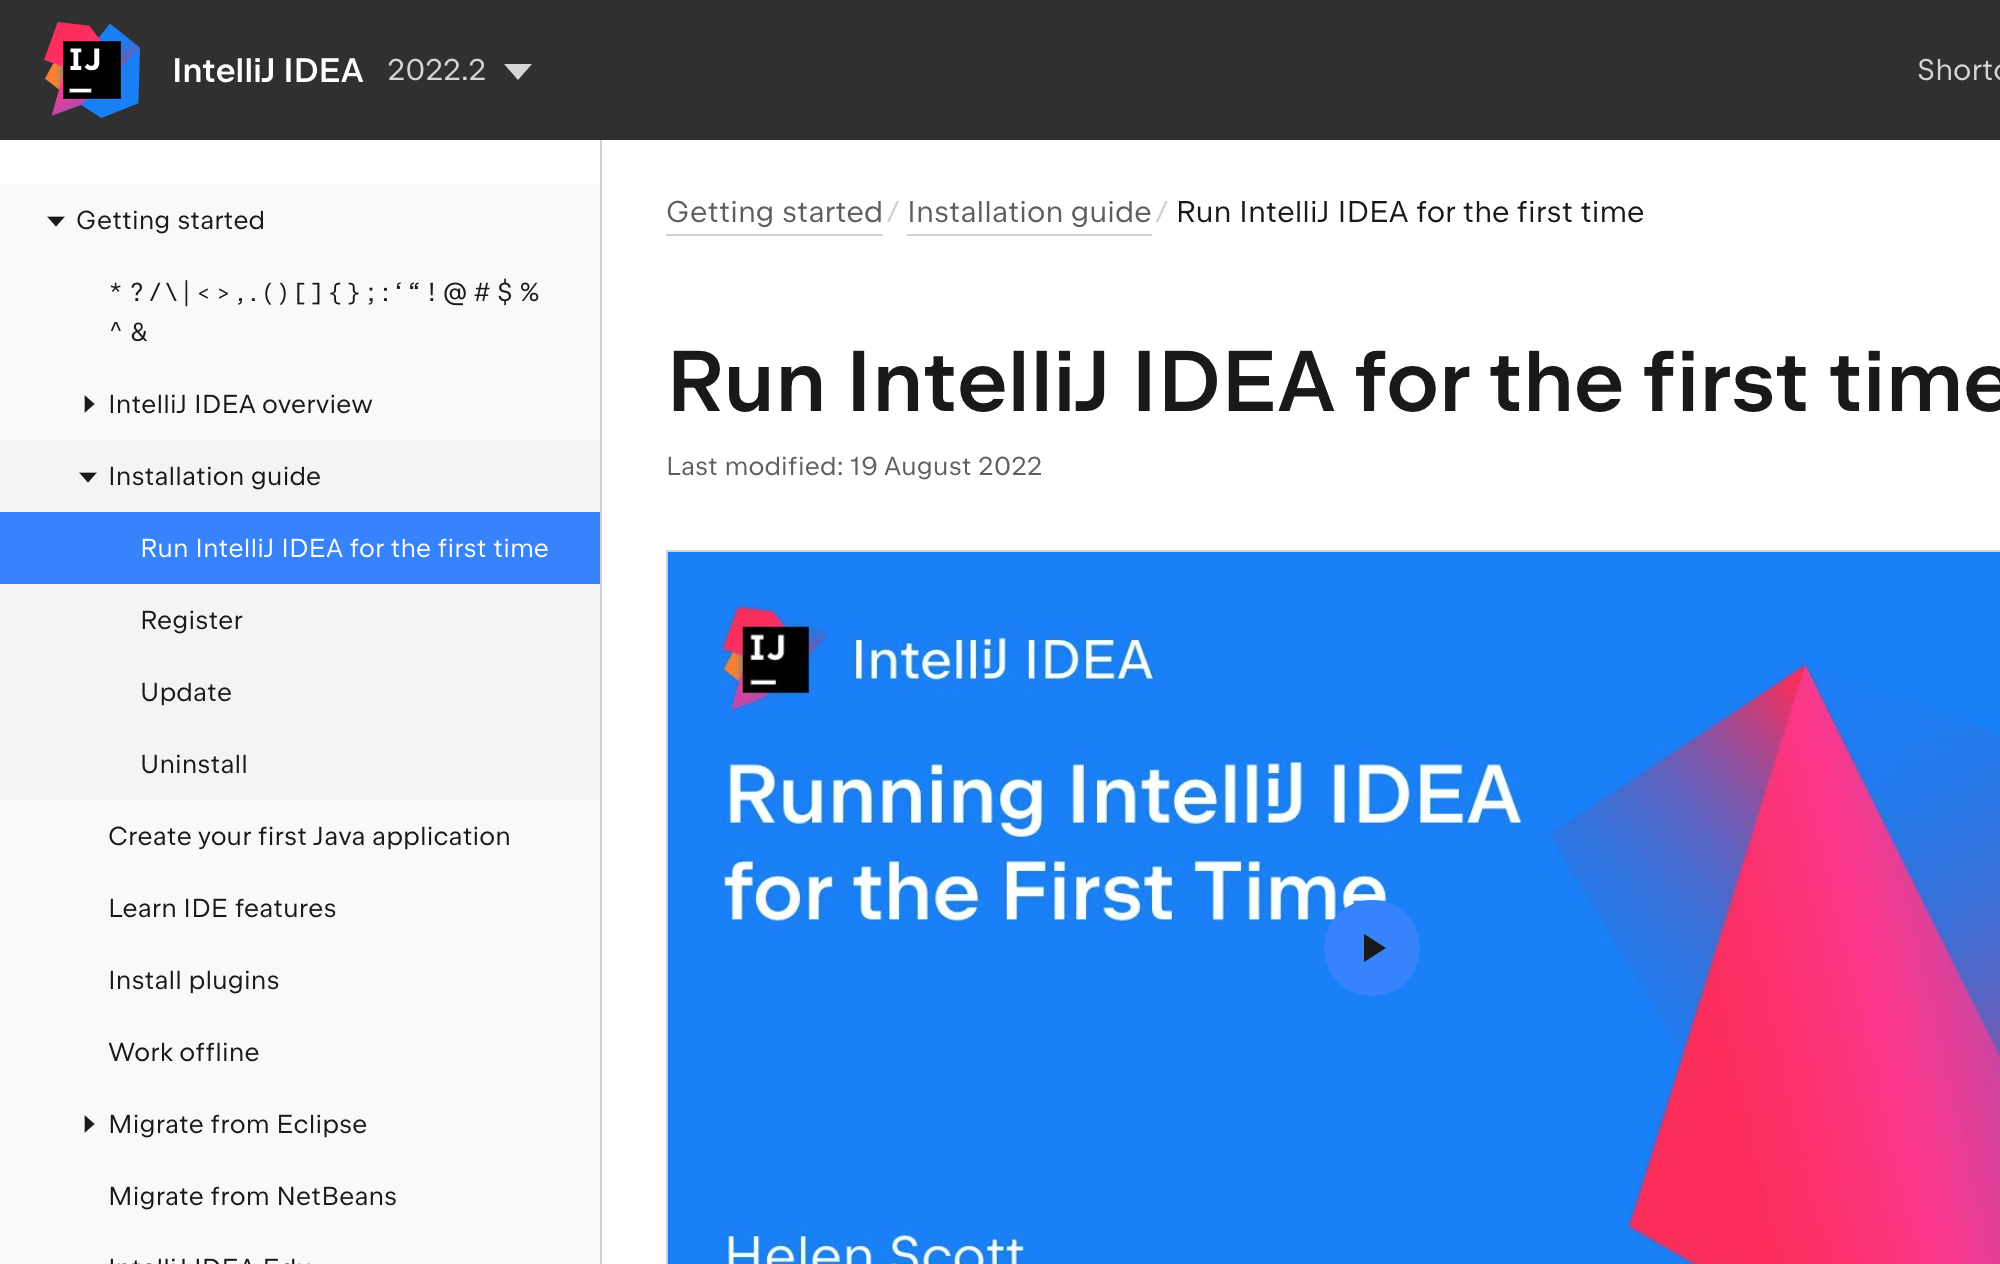 IJ
IntelliJ IDEA 2022.2
Getting started
* ? / \ | < > , . ( ) [ ] { } ; : ‘ “ ! @ # $ %
^ &
IntelliJ IDEA overview
Installation guide
Run IntelliJ IDEA for the first time
Register
Update
Uninstall
Create your first Java application
Learn IDE features
Install plugins
Work offline
Migrate from Eclipse
Migrate from NetBeans
Getting started / Installation guide / Run IntelliJ IDEA for the first time
Run IntelliJ IDEA for the first time
Last modified: 19 August 2022
IJ
IntelliJ IDEA
Running IntelliJ IDEA
for the First Time
Helen Scott